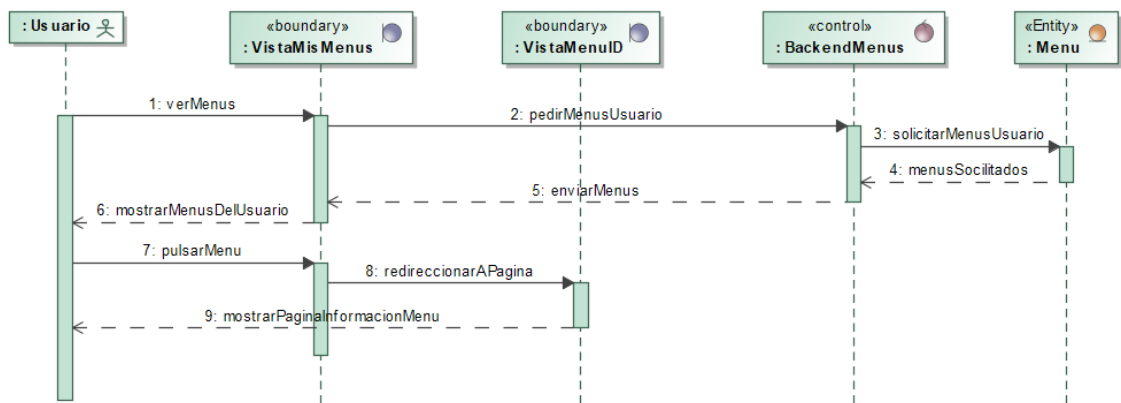 : Usuario
«boundary»
: VistaMisMenus
«boundary»
: VistaMenuID
«control»
: BackendMenus
«Entity»
: Menu
1: verMenus
2: pedirMenusUsuario
3: solicitarMenusUsuario
4: menusSocilitados
5: enviarMenus
6: mostrarMenusDelUsuario
7: pulsarMenu
8: redireccionarAPagina
9: mostrarPaginaInformacionMenu